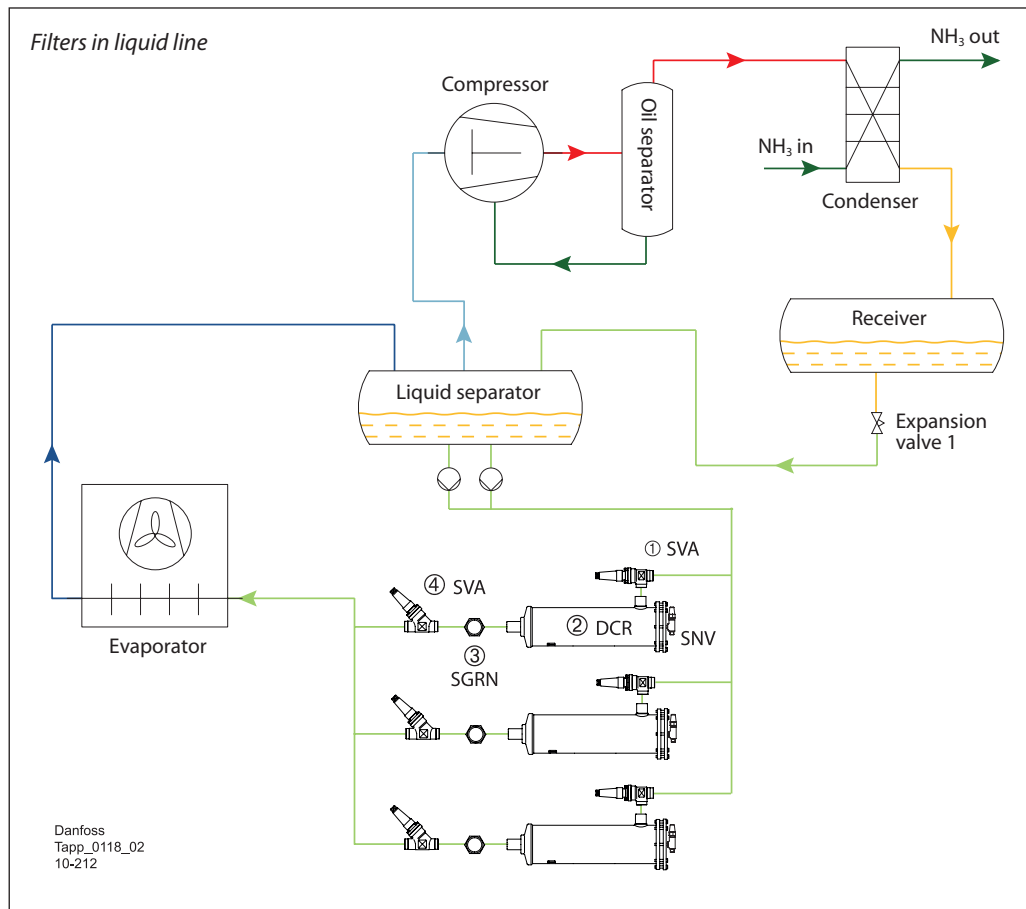 Filters in liquid line
NH₃ out
Compressor
Oil separator
NH₃ in
Condenser
Receiver
Liquid separator
Expansion
valve 1
① SVA
④ SVA
② DCR
SNV
Evaporator
③
SGRN
Danfoss
Tapp_0118_02
10-212